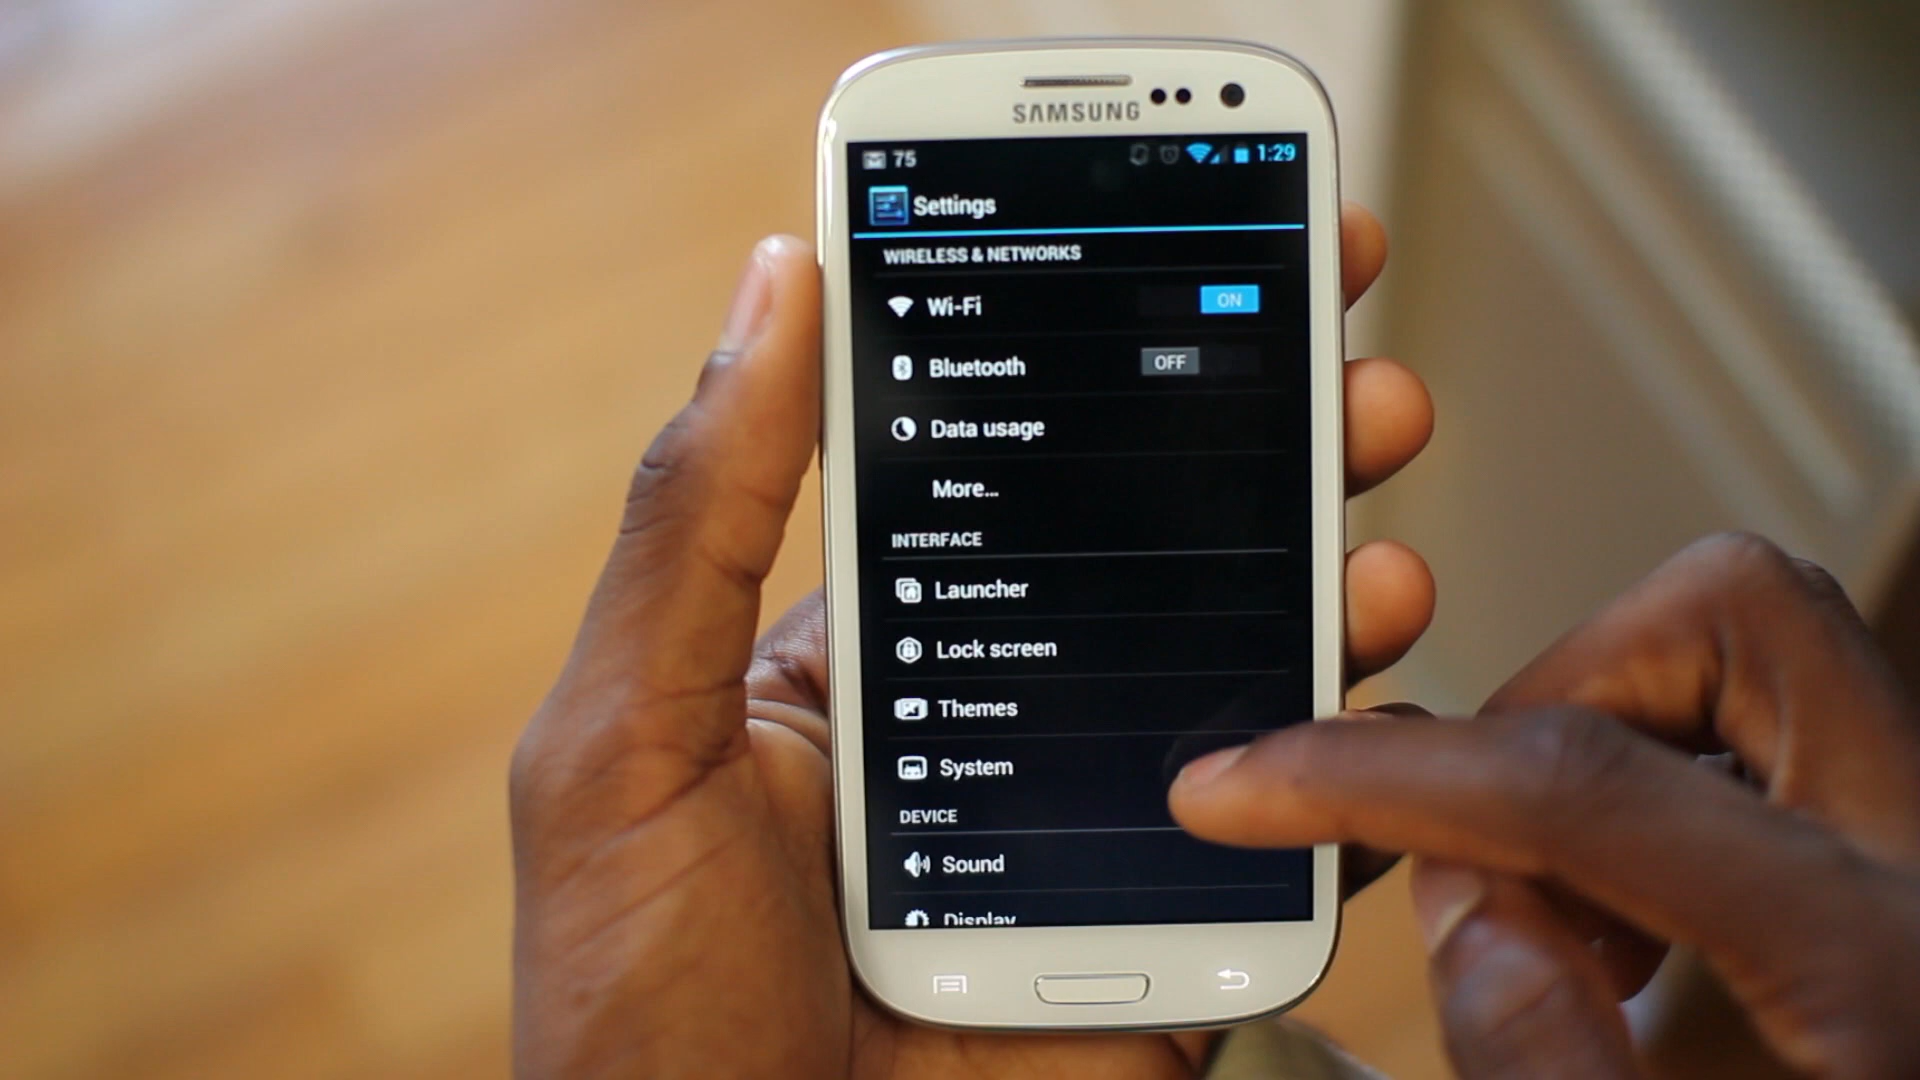 SAMSUNG
75 1:29
Settings
WIRELESS & NETWORKS
Wi-Fi ON
Bluetooth OFF
Data usage
More...
INTERFACE
Launcher
Lock screen
Themes
System
DEVICE
Sound
Display